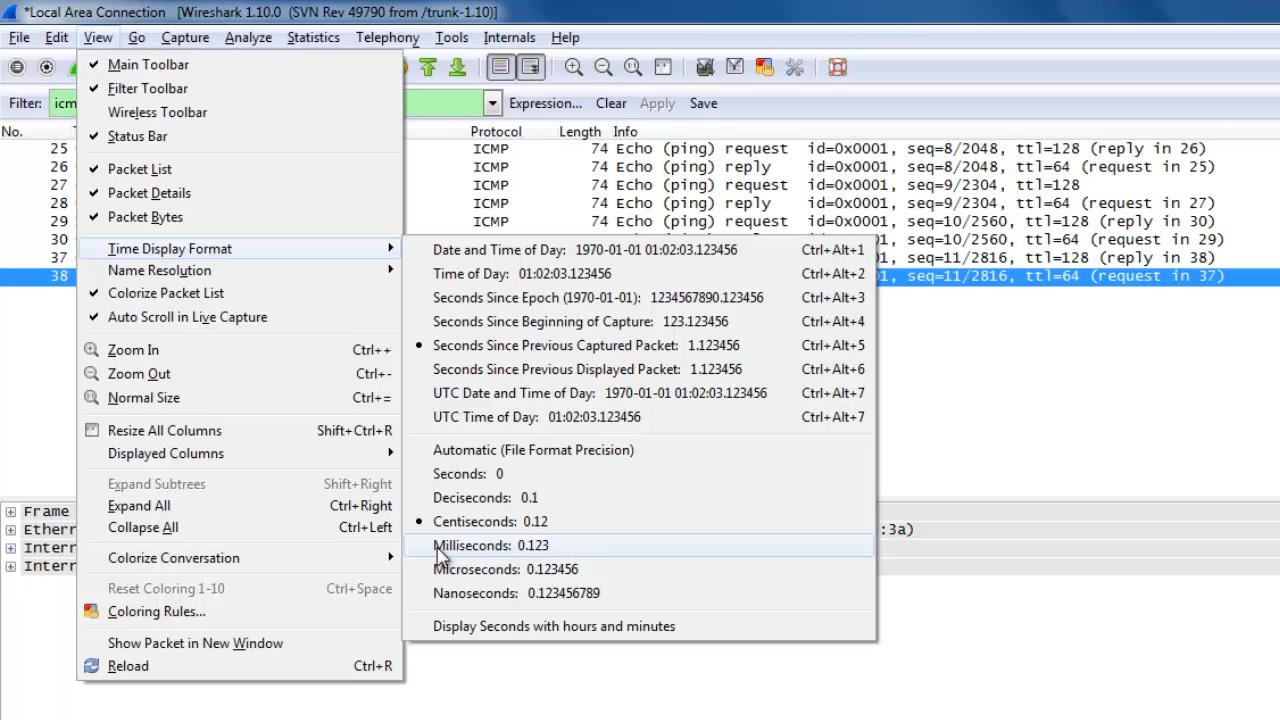 *Local Area Connection [Wireshark 1.10.0 (SVN Rev 49790 from /trunk-1.10)]
File Edit View Go Capture Analyze Statistics Telephony Tools Internals Help
Filter: icm Expression... Clear Apply Save
No. Protocol Length Info
25 ICMP 74 Echo (ping) request id=0x0001, seq=8/2048, ttl=128 (reply in 26)
26 ICMP 74 Echo (ping) reply id=0x0001, seq=8/2048, ttl=64 (request in 25)
27 ICMP 74 Echo (ping) request id=0x0001, seq=9/2304, ttl=128
28 ICMP 74 Echo (ping) reply id=0x0001, seq=9/2304, ttl=64 (request in 27)
29 ICMP 74 Echo (ping) request id=0x0001, seq=10/2560, ttl=128 (reply in 30)
30 01, seq=10/2560, ttl=64 (request in 29)
37 01, seq=11/2816, ttl=128 (reply in 38)
38 01, seq=11/2816, ttl=64 (request in 37)
Main Toolbar
Filter Toolbar
Wireless Toolbar
Status Bar
Packet List
Packet Details
Packet Bytes
Time Display Format
Name Resolution
Colorize Packet List
Auto Scroll in Live Capture
Zoom In Ctrl++
Zoom Out Ctrl+-
Normal Size Ctrl+=
Resize All Columns Shift+Ctrl+R
Displayed Columns
Expand Subtrees Shift+Right
Expand All Ctrl+Right
Collapse All Ctrl+Left
Colorize Conversation
Reset Coloring 1-10 Ctrl+Space
Coloring Rules...
Show Packet in New Window
Reload Ctrl+R
Date and Time of Day: 1970-01-01 01:02:03.123456 Ctrl+Alt+1
Time of Day: 01:02:03.123456 Ctrl+Alt+2
Seconds Since Epoch (1970-01-01): 1234567890.123456 Ctrl+Alt+3
Seconds Since Beginning of Capture: 123.123456 Ctrl+Alt+4
Seconds Since Previous Captured Packet: 1.123456 Ctrl+Alt+5
Seconds Since Previous Displayed Packet: 1.123456 Ctrl+Alt+6
UTC Date and Time of Day: 1970-01-01 01:02:03.123456 Ctrl+Alt+7
UTC Time of Day: 01:02:03.123456 Ctrl+Alt+7
Automatic (File Format Precision)
Seconds: 0
Deciseconds: 0.1
Centiseconds: 0.12
Milliseconds: 0.123
Microseconds: 0.123456
Nanoseconds: 0.123456789
Display Seconds with hours and minutes
Frame
Ethern :3a)
Intern
Intern